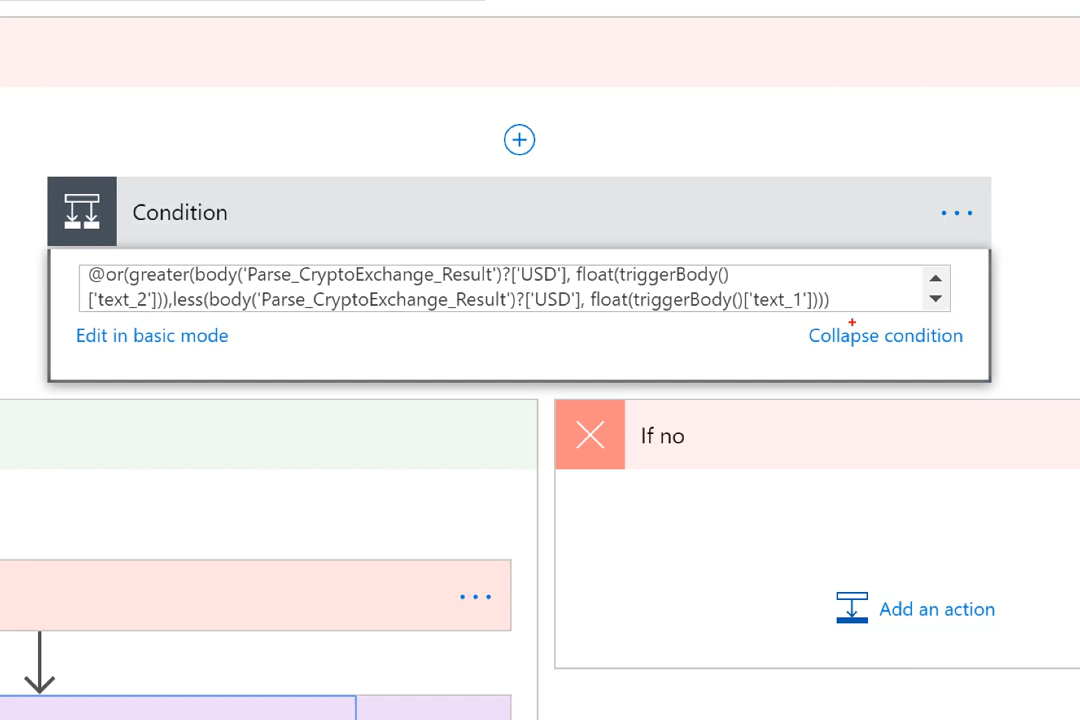 Condition
@or(greater(body('Parse_CryptoExchange_Result')?['USD'], float(triggerBody()
['text_2'])),less(body('Parse_CryptoExchange_Result')?['USD'], float(triggerBody()['text_1'])))
Edit in basic mode
Collapse condition
If no
Add an action